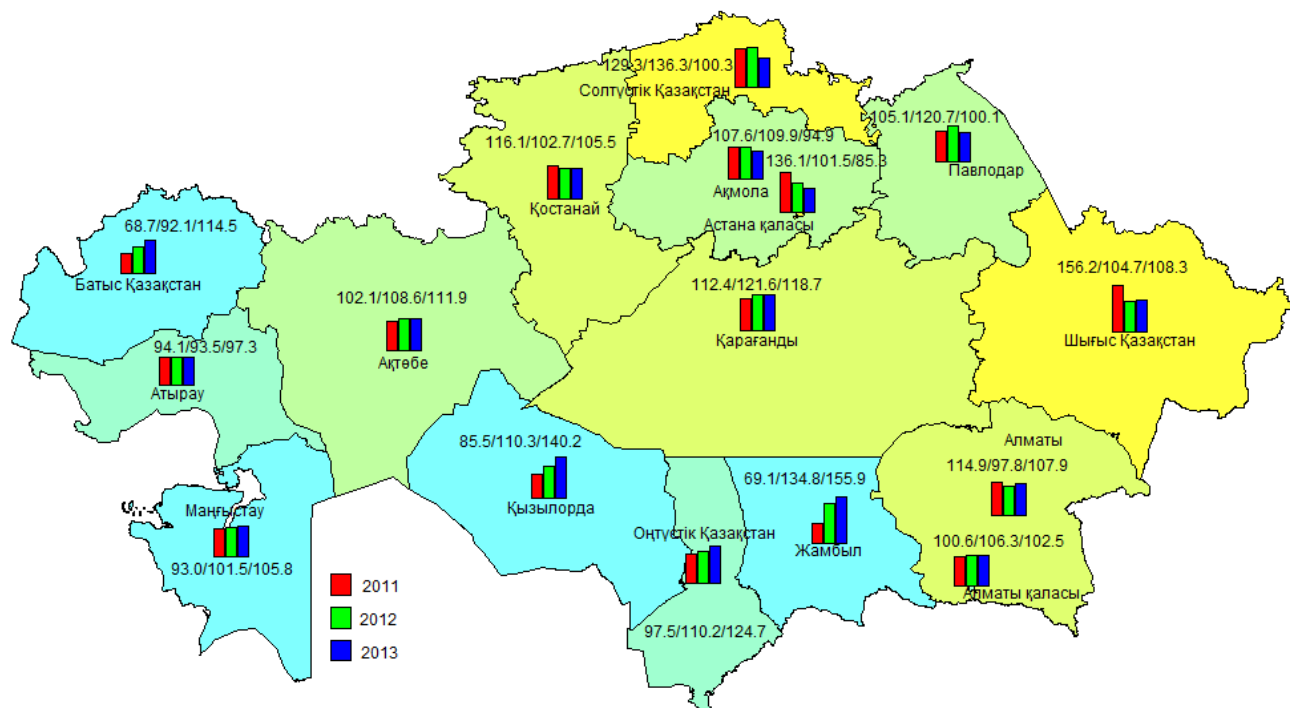 129.3/136.3/100.3
Солтүстік Қазақстан
105.1/120.7/100.1
Павлодар
116.1/102.7/105.5
Қостанай
107.6/109.9/94.9
Ақмола
136.1/101.5/85.3
Астана қаласы
68.7/92.1/114.5
Батыс Қазақстан
156.2/104.7/108.3
Шығыс Қазақстан
102.1/108.6/111.9
Ақтөбе
112.4/121.6/118.7
Қарағанды
94.1/93.5/97.3
Атырау
85.5/110.3/140.2
Қызылорда
69.1/134.8/155.9
Жамбыл
Алматы
114.9/97.8/107.9
Маңғыстау
93.0/101.5/105.8
Оңтүстік Қазақстан
97.5/110.2/124.7
100.6/106.3/102.5
Алматы қаласы
2011
2012
2013